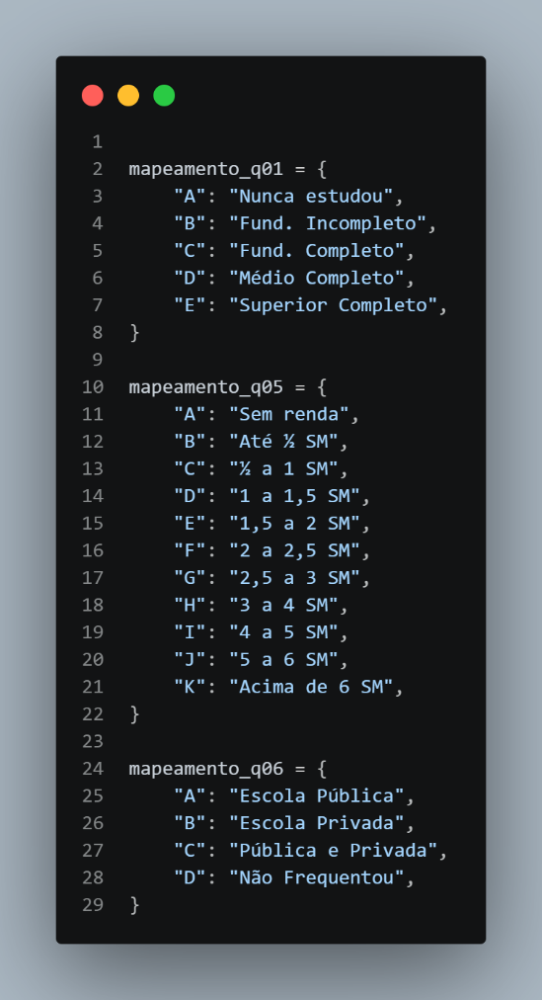 1
2 mapeamento_q01 = {
3     "A": "Nunca estudou",
4     "B": "Fund. Incompleto",
5     "C": "Fund. Completo",
6     "D": "Médio Completo",
7     "E": "Superior Completo",
8 }
9
10 mapeamento_q05 = {
11     "A": "Sem renda",
12     "B": "Até ½ SM",
13     "C": "½ a 1 SM",
14     "D": "1 a 1,5 SM",
15     "E": "1,5 a 2 SM",
16     "F": "2 a 2,5 SM",
17     "G": "2,5 a 3 SM",
18     "H": "3 a 4 SM",
19     "I": "4 a 5 SM",
20     "J": "5 a 6 SM",
21     "K": "Acima de 6 SM",
22 }
23
24 mapeamento_q06 = {
25     "A": "Escola Pública",
26     "B": "Escola Privada",
27     "C": "Pública e Privada",
28     "D": "Não Frequentou",
29 }